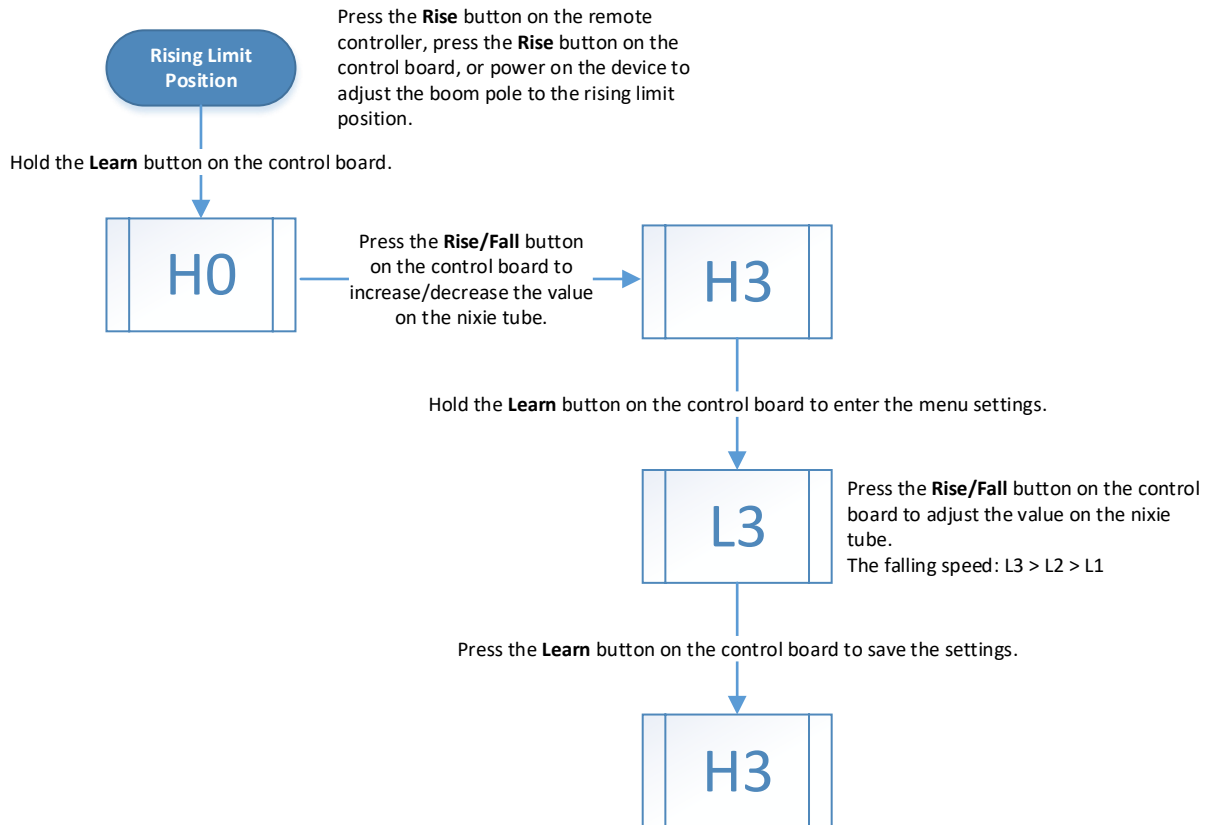 Press the Rise button on the remote
controller, press the Rise button on the
control board, or power on the device to
adjust the boom pole to the rising limit
position.
Rising Limit
Position
Hold the Learn button on the control board.
H0
Press the Rise/Fall button
on the control board to
increase/decrease the value
on the nixie tube.
H3
Hold the Learn button on the control board to enter the menu settings.
L3
Press the Rise/Fall button on the control
board to adjust the value on the nixie
tube.
The falling speed: L3 > L2 > L1
Press the Learn button on the control board to save the settings.
H3